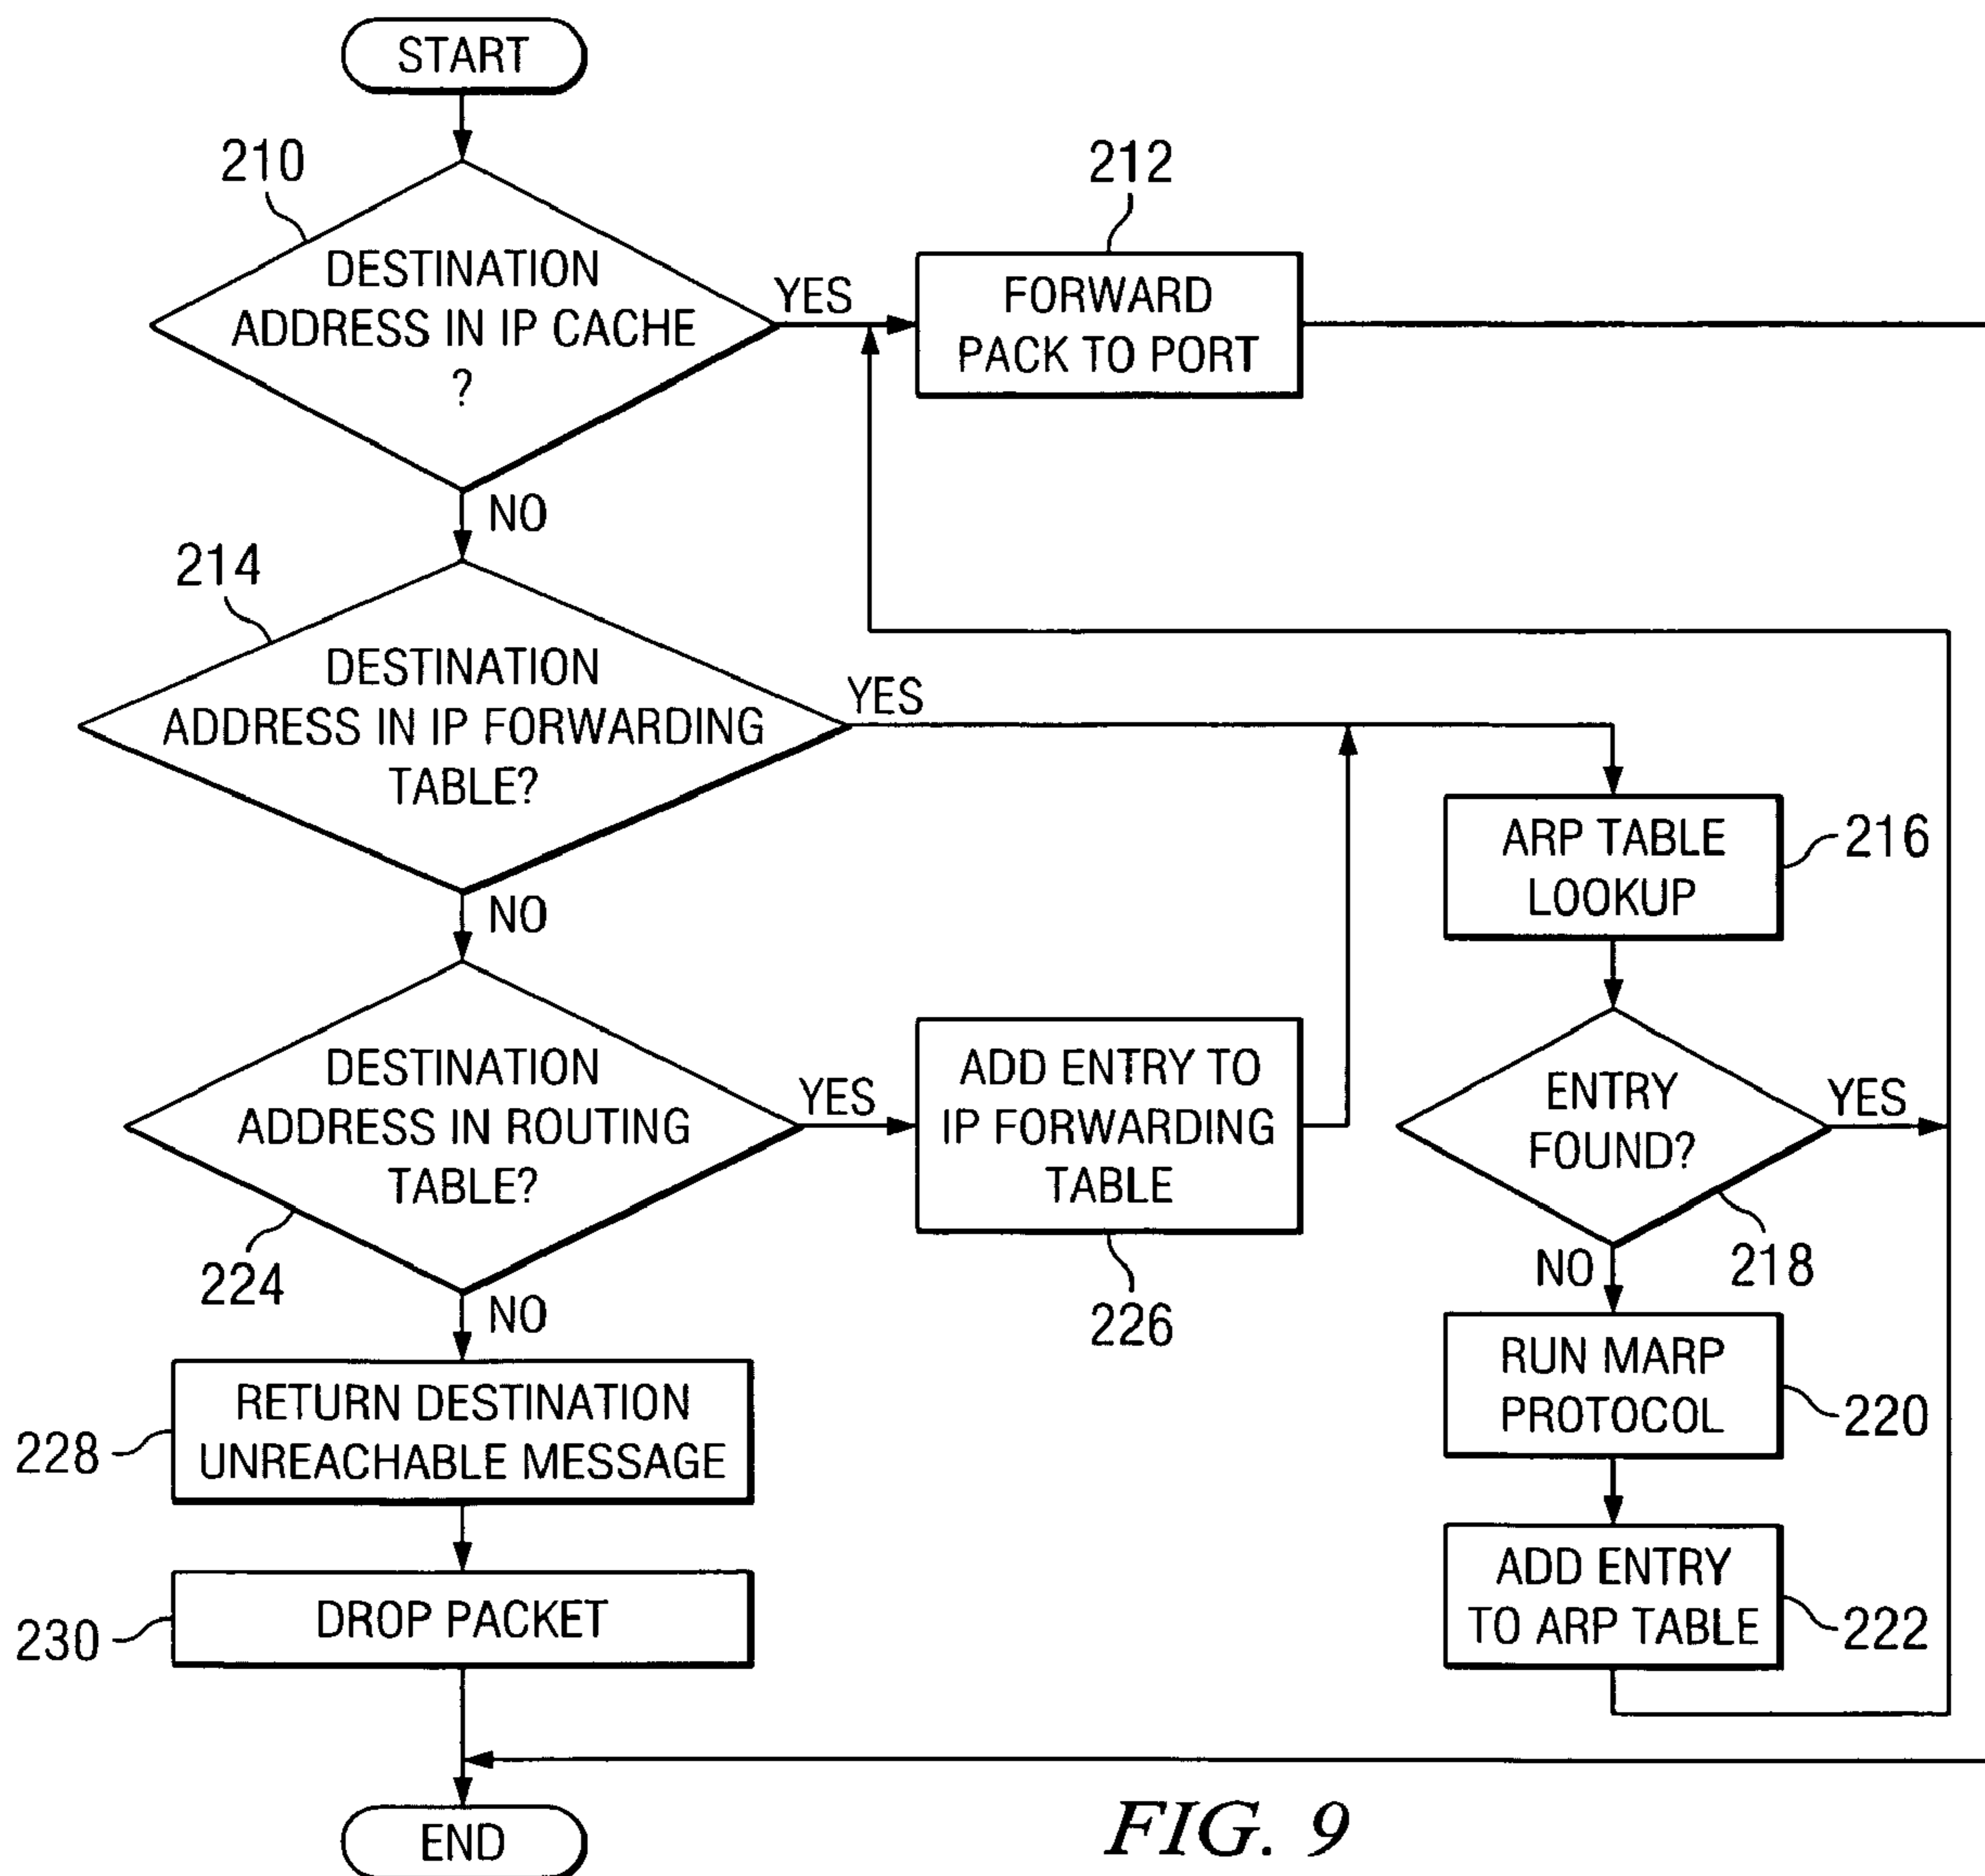 START
210
DESTINATION
ADDRESS IN IP CACHE
?
YES
212
FORWARD
PACK TO PORT
NO
214
DESTINATION
ADDRESS IN IP FORWARDING
TABLE?
YES
ARP TABLE
LOOKUP
216
NO
DESTINATION
ADDRESS IN ROUTING
TABLE?
224
YES
ADD ENTRY TO
IP FORWARDING
TABLE
226
ENTRY
FOUND?
YES
218
NO
RUN MARP
PROTOCOL
220
ADD ENTRY
TO ARP TABLE
222
NO
RETURN DESTINATION
UNREACHABLE MESSAGE
228
DROP PACKET
230
END
FIG. 9